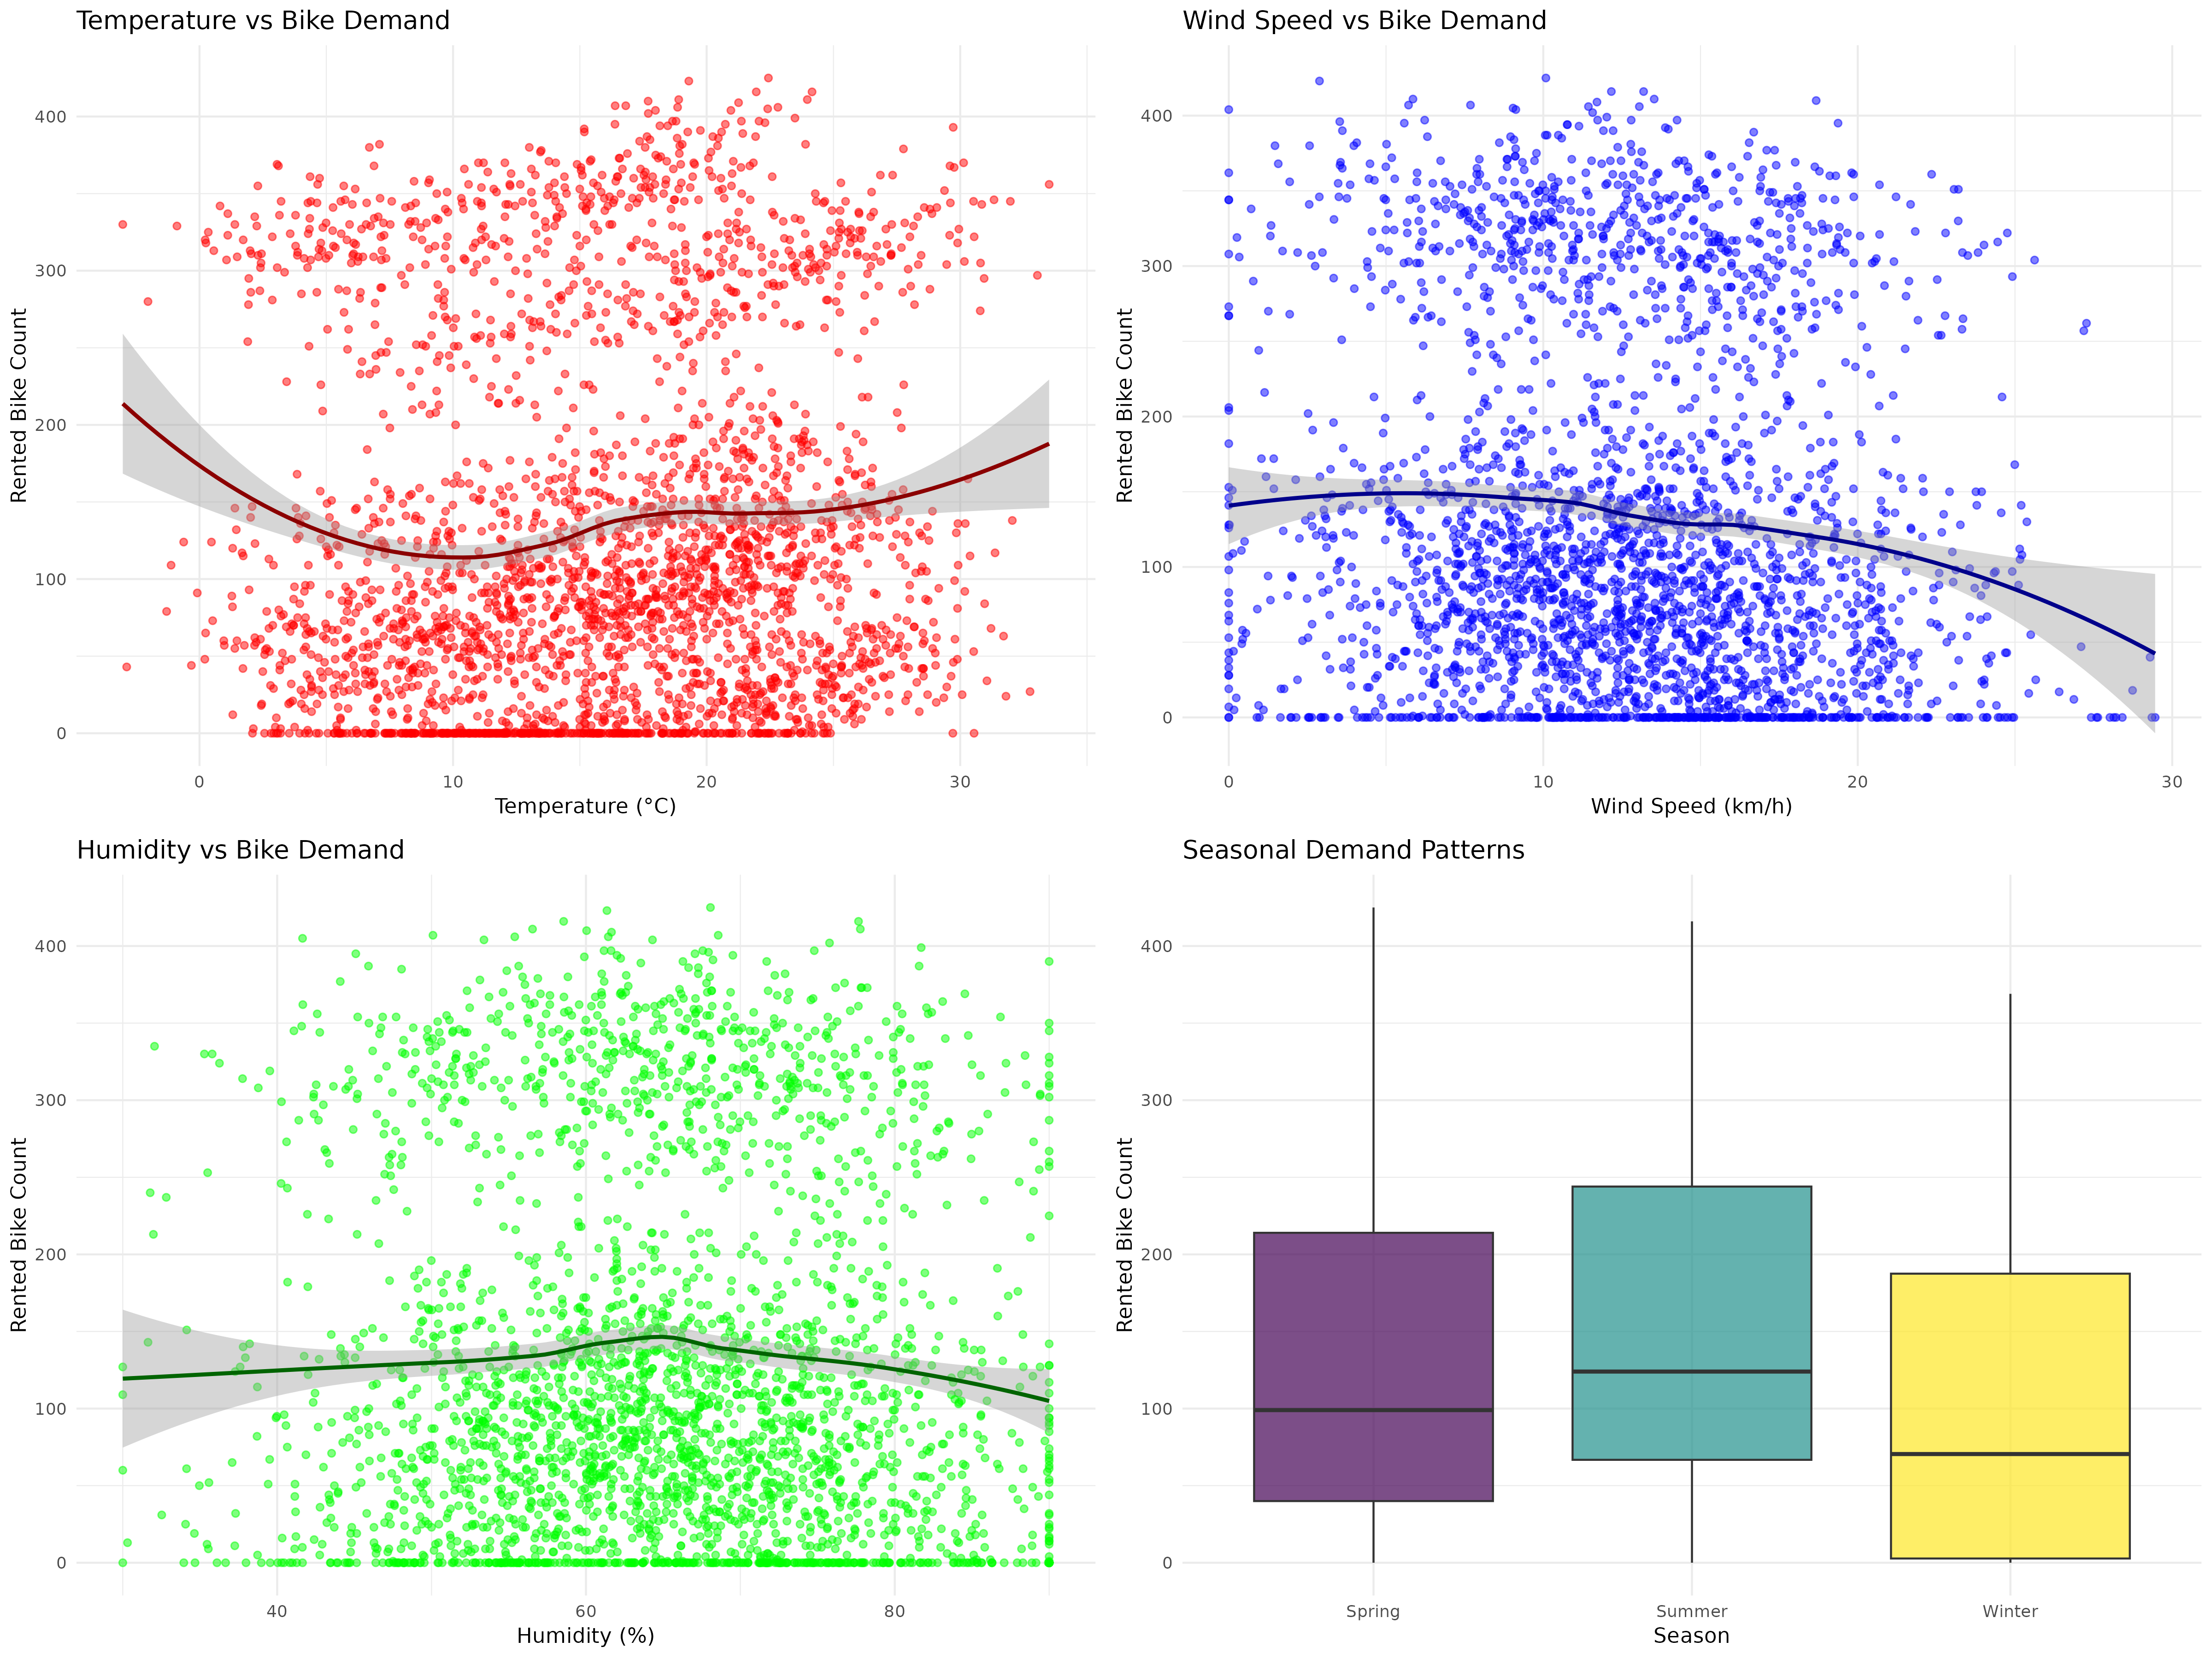 Temperature vs Bike Demand
Rented Bike Count
400
300
200
100
0
0 10 20 30
Temperature (°C)
Wind Speed vs Bike Demand
Rented Bike Count
400
300
200
100
0
0 10 20 30
Wind Speed (km/h)
Humidity vs Bike Demand
Rented Bike Count
400
300
200
100
0
40 60 80
Humidity (%)
Seasonal Demand Patterns
Rented Bike Count
400
300
200
100
0
Spring Summer Winter
Season